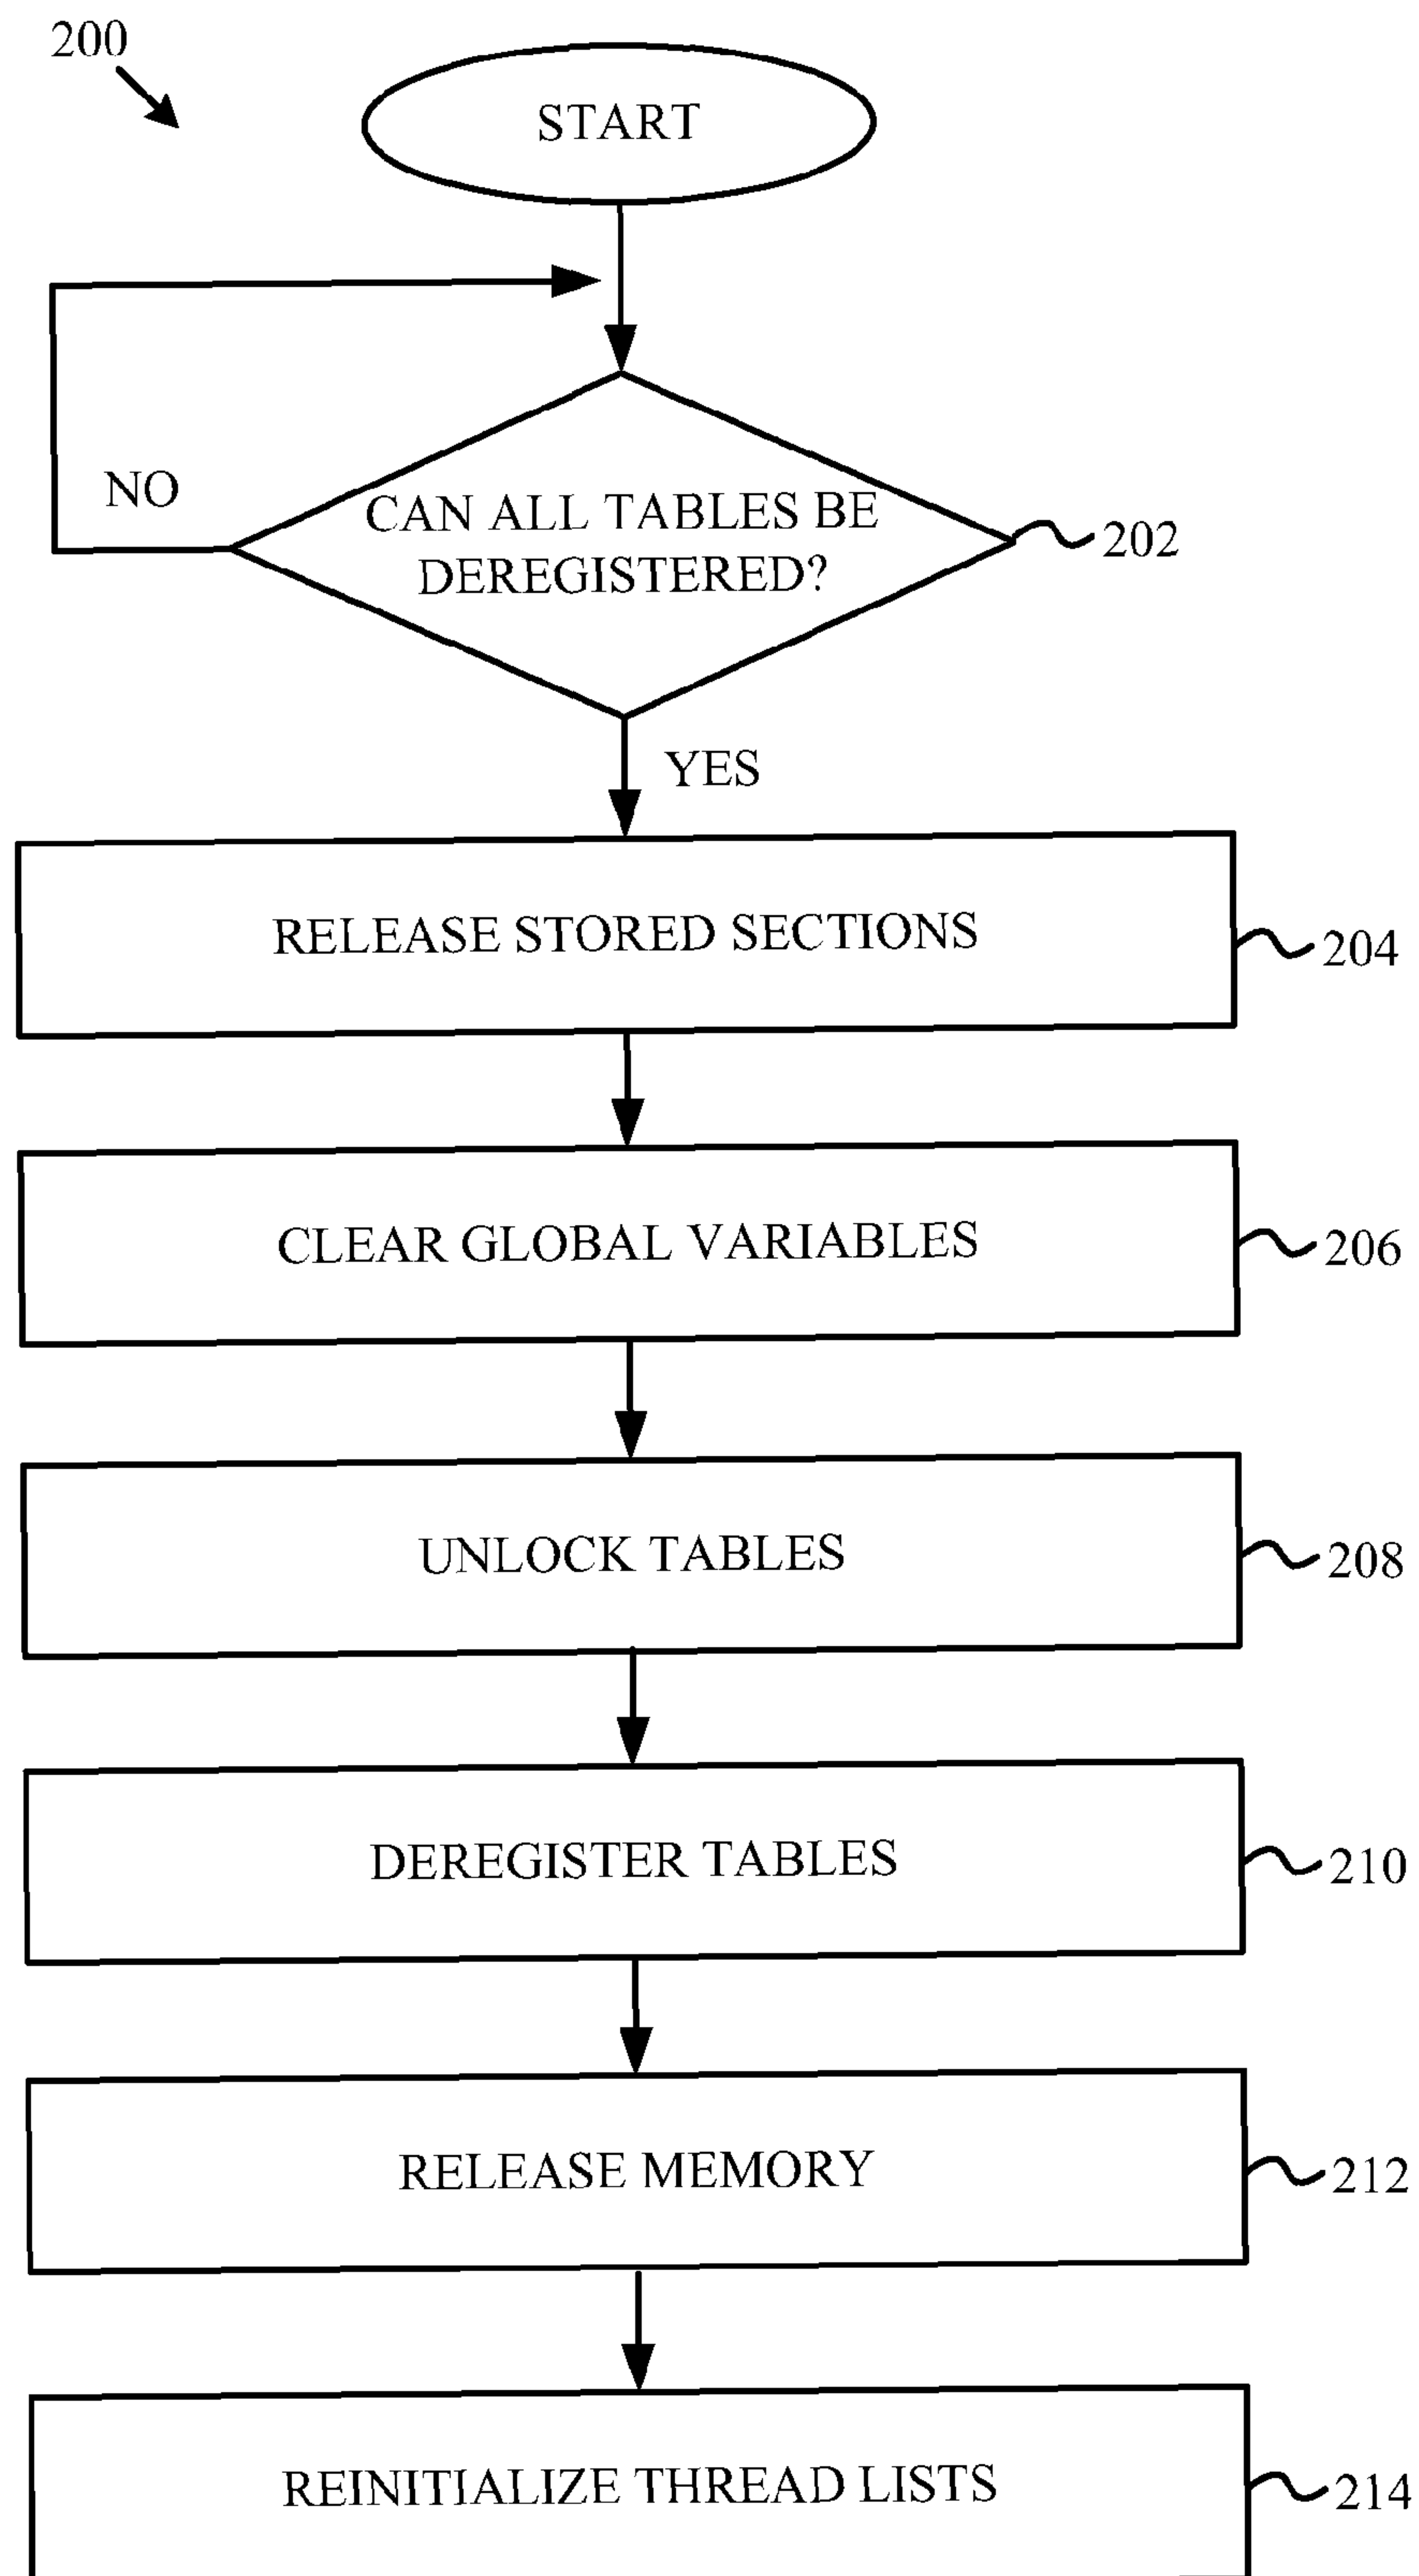 200
START
NO
CAN ALL TABLES BE
DEREGISTERED?
202
YES
RELEASE STORED SECTIONS
204
CLEAR GLOBAL VARIABLES
206
UNLOCK TABLES
208
DEREGISTER TABLES
210
RELEASE MEMORY
212
REINITIALIZE THREAD LISTS
214